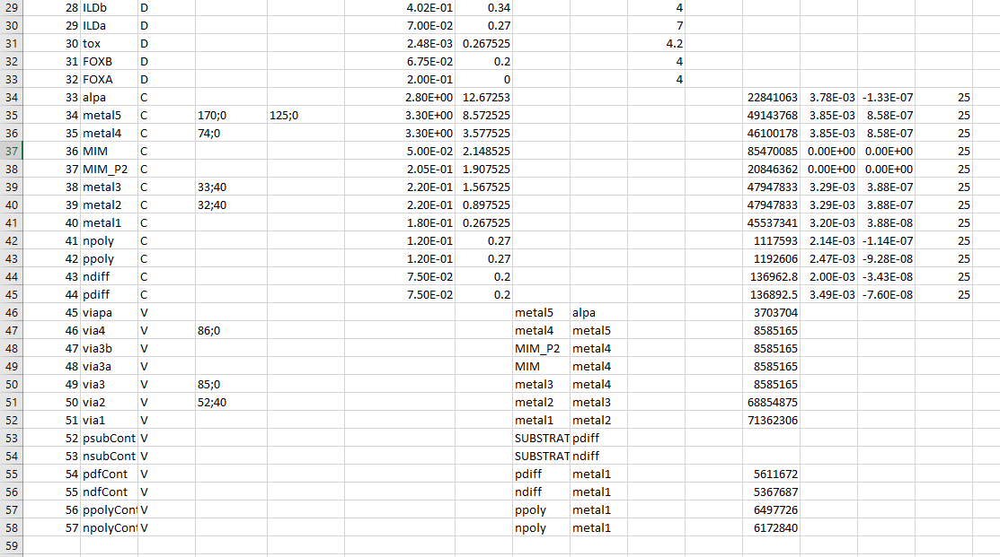 29 28 ILDb D 4.02E-01 0.34 4
30 29 ILDa D 7.00E-02 0.27 7
31 30 tox D 2.48E-03 0.267525 4.2
32 31 FOXB D 6.75E-02 0.2 4
33 32 FOXA D 2.00E-01 0 4
34 33 alpa C 2.80E+00 12.67253 22841063 3.78E-03 -1.33E-07 25
35 34 metal5 C 170;0 125;0 3.30E+00 8.572525 49143768 3.85E-03 8.58E-07 25
36 35 metal4 C 74;0 3.30E+00 3.577525 46100178 3.85E-03 8.58E-07 25
37 36 MIM C 5.00E-02 2.148525 85470085 0.00E+00 0.00E+00 25
38 37 MIM_P2 C 2.05E-01 1.907525 20846362 0.00E+00 0.00E+00 25
39 38 metal3 C 33;40 2.20E-01 1.567525 47947833 3.29E-03 3.88E-07 25
40 39 metal2 C 32;40 2.20E-01 0.897525 47947833 3.29E-03 3.88E-07 25
41 40 metal1 C 1.80E-01 0.267525 45537341 3.20E-03 3.88E-08 25
42 41 npoly C 1.20E-01 0.27 1117593 2.14E-03 -1.14E-07 25
43 42 ppoly C 1.20E-01 0.27 1192606 2.47E-03 -9.28E-08 25
44 43 ndiff C 7.50E-02 0.2 136962.8 2.00E-03 -3.43E-08 25
45 44 pdiff C 7.50E-02 0.2 136892.5 3.49E-03 -7.60E-08 25
46 45 viapa V metal5 alpa 3703704
47 46 via4 V 86;0 metal4 metal5 8585165
48 47 via3b V MIM_P2 metal4 8585165
49 48 via3a V MIM metal4 8585165
50 49 via3 V 85;0 metal3 metal4 8585165
51 50 via2 V 52;40 metal2 metal3 68854875
52 51 via1 V metal1 metal2 71362306
53 52 psubCont V SUBSTRAT pdiff
54 53 nsubCont V SUBSTRAT ndiff
55 54 pdfCont V pdiff metal1 5611672
56 55 ndfCont V ndiff metal1 5367687
57 56 ppolyCont V ppoly metal1 6497726
58 57 npolyCont V npoly metal1 6172840
59